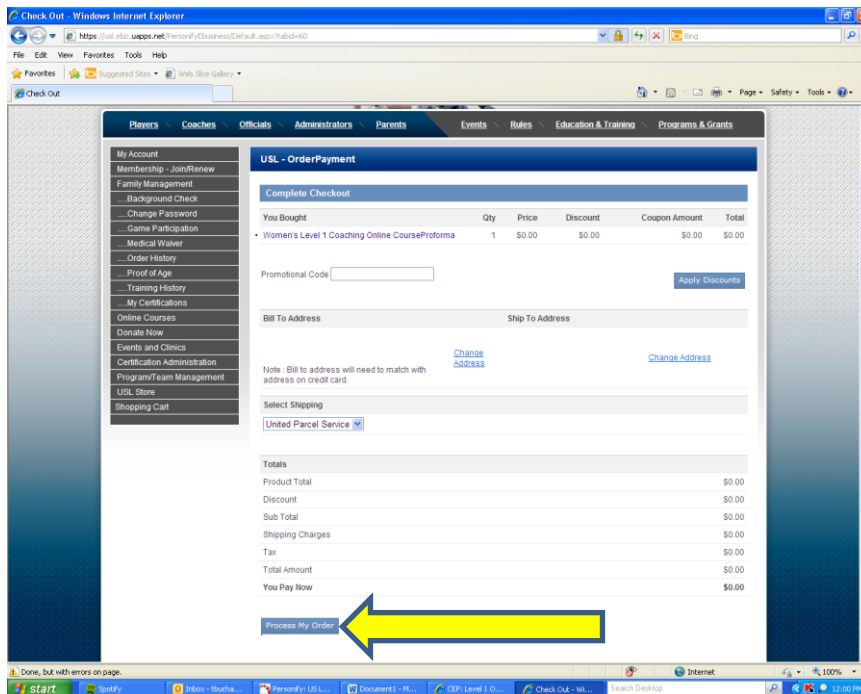 Check Out - Windows Internet Explorer
https://usl.ebiz.uapps.net/PersonifyEbusiness/Default.aspx?tabid=60
Bing
File Edit View Favorites Tools Help
Favorites Suggested Sites Web Slice Gallery
Check Out Page Safety Tools
Players Coaches Officials Administrators Parents Events Rules Education & Training Programs & Grants
My Account
Membership - Join/Renew
Family Management
....Background Check
....Change Password
....Game Participation
....Medical Waiver
....Order History
....Proof of Age
....Training History
....My Certifications
Online Courses
Donate Now
Events and Clinics
Certification Administration
Program/Team Management
USL Store
Shopping Cart
USL - OrderPayment
Complete Checkout
You Bought Qty Price Discount Coupon Amount Total
• Women's Level 1 Coaching Online CourseProforma 1 $0.00 $0.00 $0.00 $0.00
Promotional Code Apply Discounts
Bill To Address Ship To Address
Change Address Change Address
Note : Bill to address will need to match with
address on credit card.
Select Shipping
United Parcel Service
Totals
Product Total $0.00
Discount $0.00
Sub Total $0.00
Shipping Charges $0.00
Tax $0.00
Total Amount $0.00
You Pay Now $0.00
Process My Order
Done, but with errors on page. Internet 100%
start Spotify Inbox - tbucha... Personify: US L... Document1 - M... CEP: Level 1 O... Check Out - Wi... Search Desktop 12:00 PM